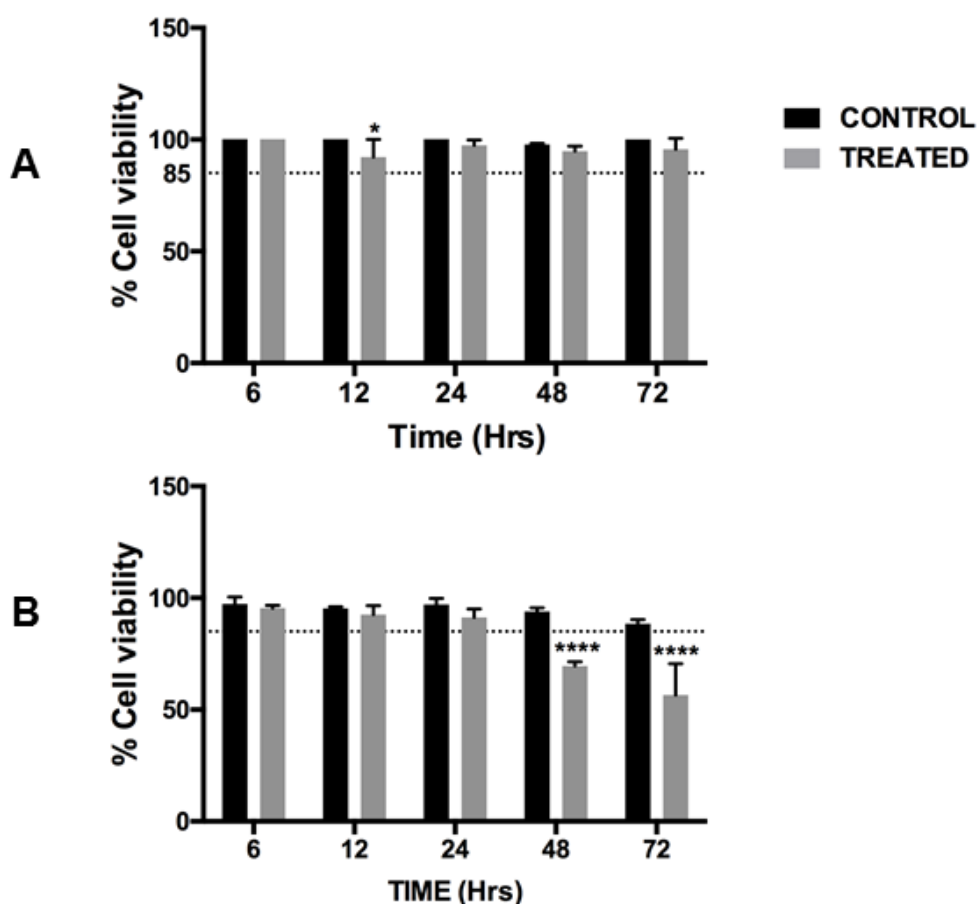 A
% Cell viability
150
100
85
50
0
*
6 12 24 48 72
Time (Hrs)
CONTROL
TREATED
B
% Cell viability
150
100
50
0
**** ****
6 12 24 48 72
TIME (Hrs)